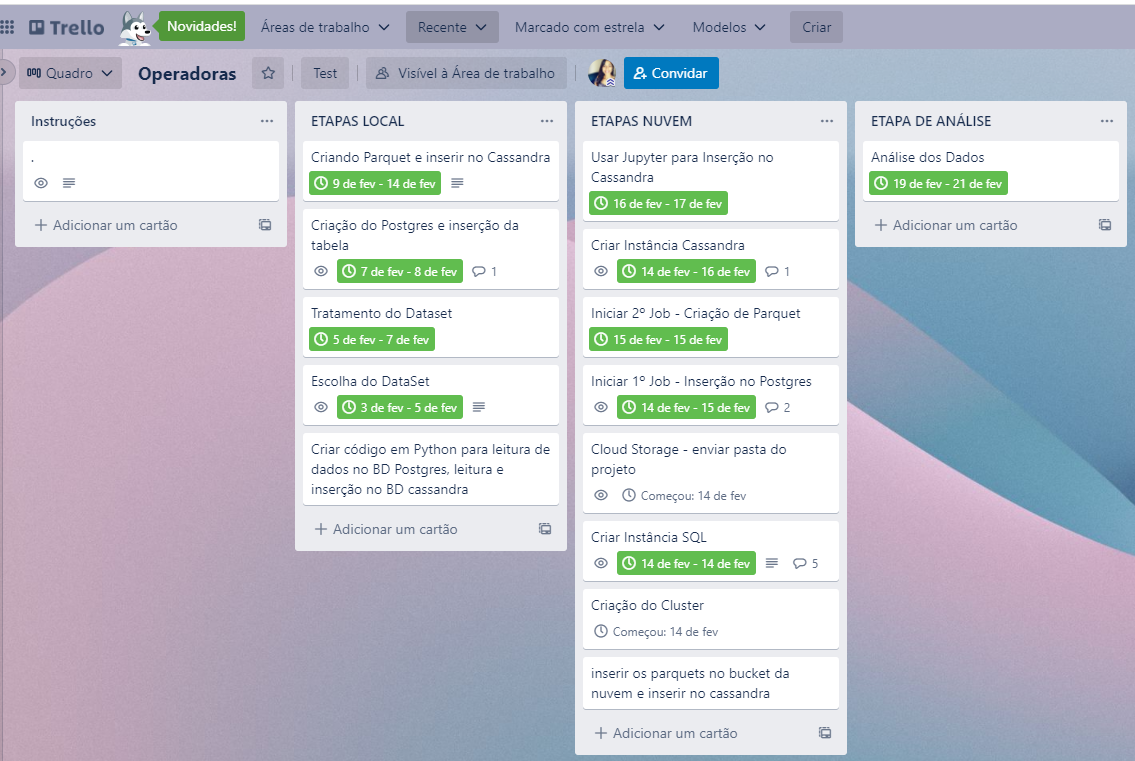 Trello
Novidades!
Áreas de trabalho
Recente
Marcado com estrela
Modelos
Criar
Quadro
Operadoras
Test
Visível à Área de trabalho
Convidar
Instruções
.
Adicionar um cartão
ETAPAS LOCAL
Criando Parquet e inserir no Cassandra
9 de fev - 14 de fev
Criação do Postgres e inserção da
tabela
7 de fev - 8 de fev
1
Tratamento do Dataset
5 de fev - 7 de fev
Escolha do DataSet
3 de fev - 5 de fev
Criar código em Python para leitura de
dados no BD Postgres, leitura e
inserção no BD cassandra
Adicionar um cartão
ETAPAS NUVEM
Usar Jupyter para Inserção no
Cassandra
16 de fev - 17 de fev
Criar Instância Cassandra
14 de fev - 16 de fev
1
Iniciar 2º Job - Criação de Parquet
15 de fev - 15 de fev
Iniciar 1º Job - Inserção no Postgres
14 de fev - 15 de fev
2
Cloud Storage - enviar pasta do
projeto
Começou: 14 de fev
Criar Instância SQL
14 de fev - 14 de fev
5
Criação do Cluster
Começou: 14 de fev
inserir os parquets no bucket da
nuvem e inserir no cassandra
Adicionar um cartão
ETAPA DE ANÁLISE
Análise dos Dados
19 de fev - 21 de fev
Adicionar um cartão